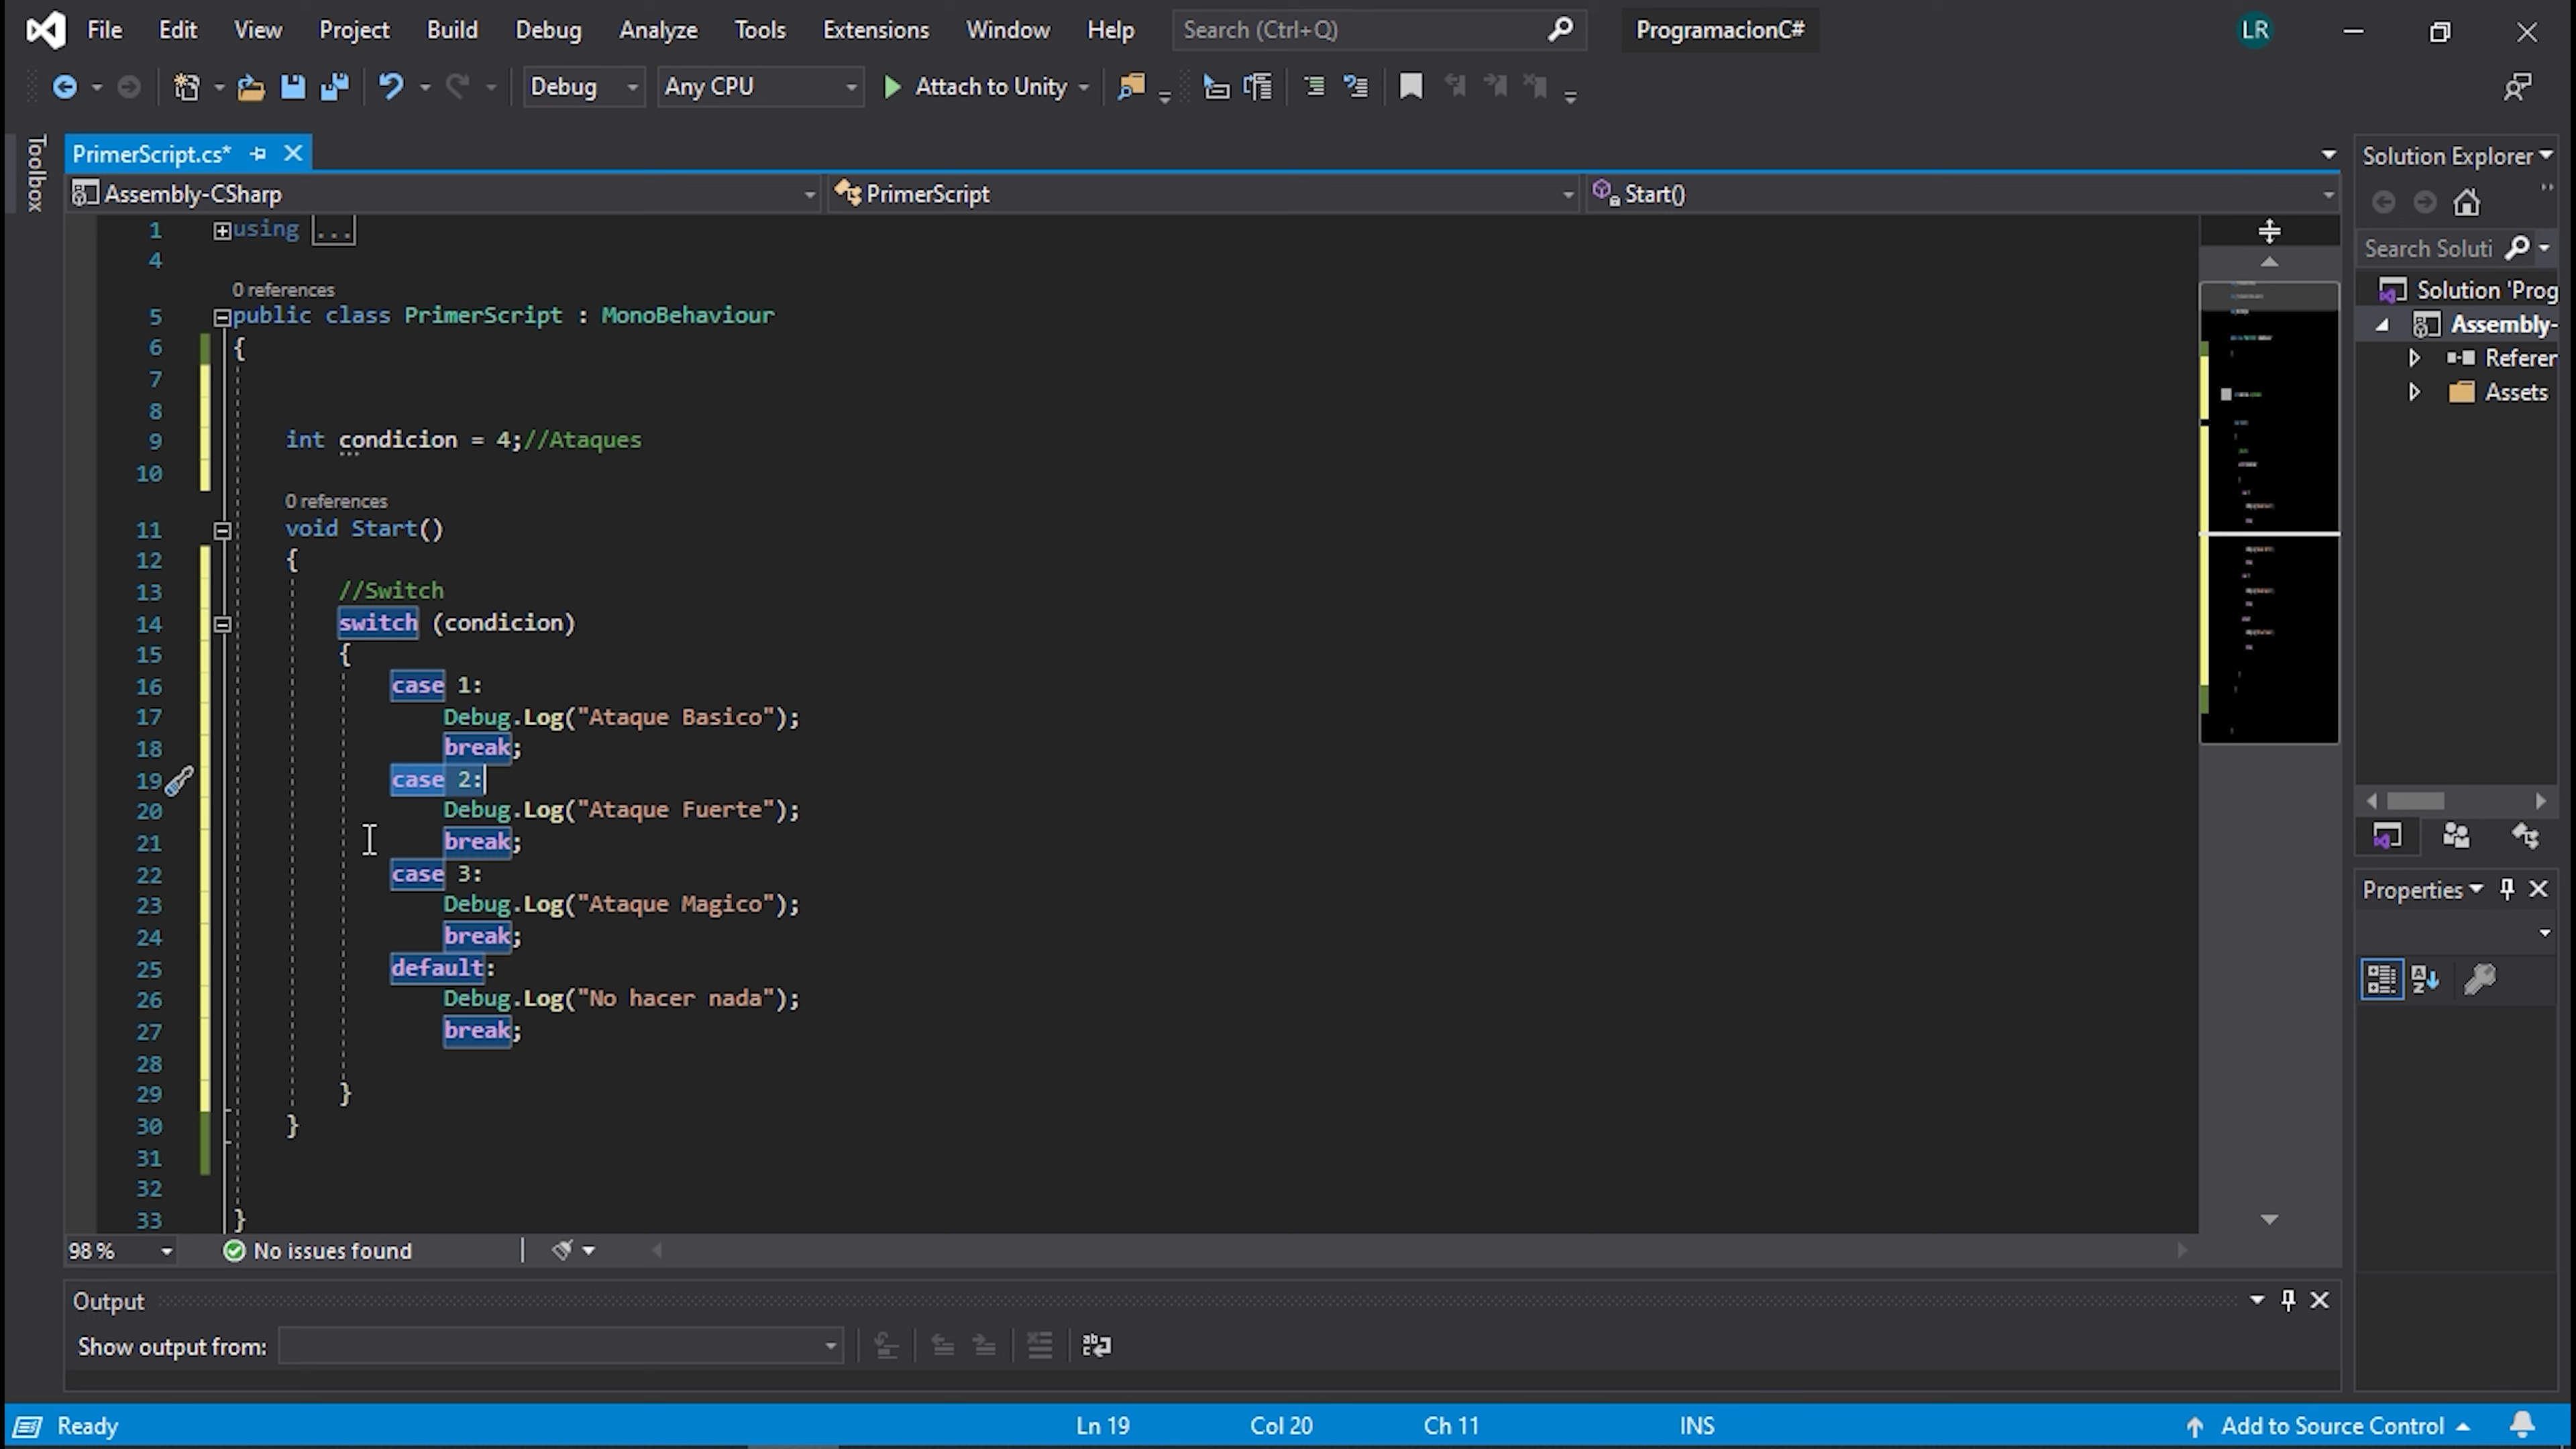 File Edit View Project Build Debug Analyze Tools Extensions Window Help Search (Ctrl+Q) ProgramacionC# LR
Debug Any CPU Attach to Unity
Toolbox
PrimerScript.cs*
Assembly-CSharp PrimerScript Start()
1 using ...
4
0 references
5 public class PrimerScript : MonoBehaviour
6 {
7
8
9 int condicion = 4;//Ataques
10
0 references
11 void Start()
12 {
13 //Switch
14 switch (condicion)
15 {
16 case 1:
17 Debug.Log("Ataque Basico");
18 break;
19 case 2:
20 Debug.Log("Ataque Fuerte");
21 break;
22 case 3:
23 Debug.Log("Ataque Magico");
24 break;
25 default:
26 Debug.Log("No hacer nada");
27 break;
28
29 }
30 }
31
32
33 }
98 % No issues found
Output
Show output from:
Solution Explorer
Search Soluti
Solution 'Prog
Assembly-
Referer
Assets
Properties
Ready Ln 19 Col 20 Ch 11 INS Add to Source Control